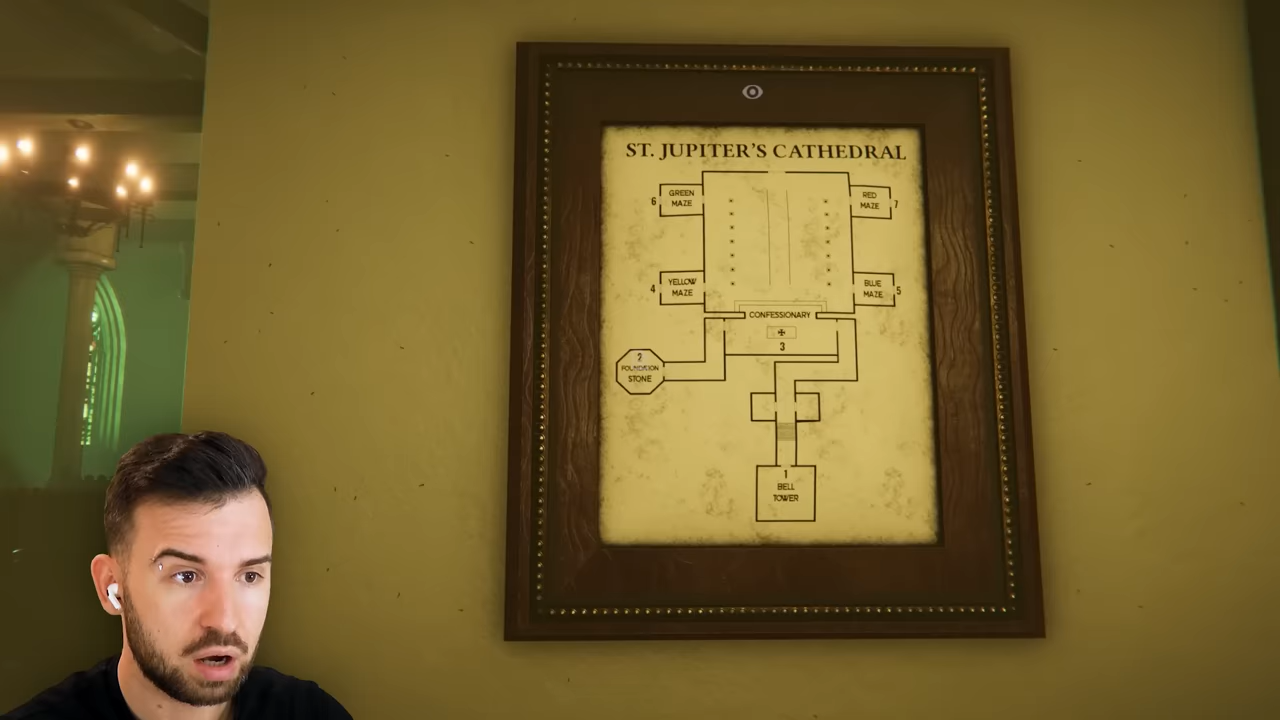 ST. JUPITER'S CATHEDRAL
GREEN
MAZE
6
RED
MAZE
7
YELLOW
MAZE
4
BLUE
MAZE
5
CONFESSIONARY
3
2
FOUNDATION
STONE
1
BELL
TOWER